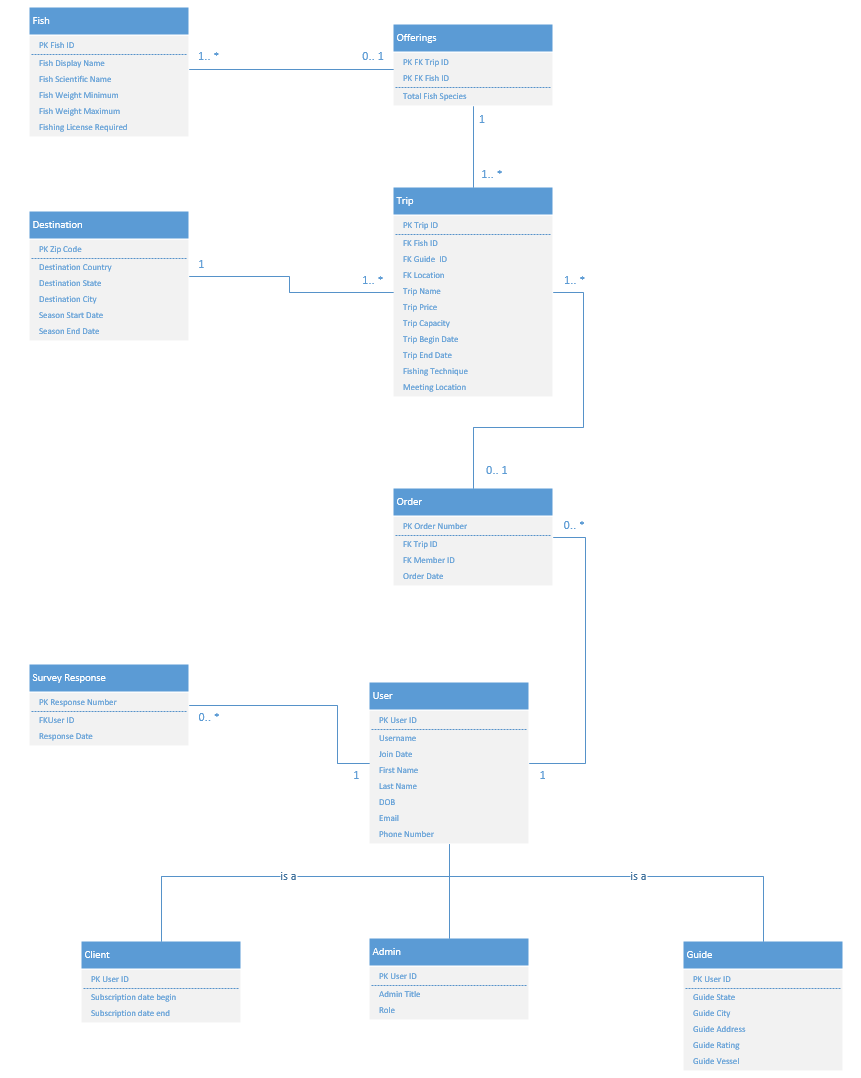 Fish
PK Fish ID
Fish Display Name
Fish Scientific Name
Fish Weight Minimum
Fish Weight Maximum
Fishing License Required
1.. *
0.. 1
Offerings
PK FK Trip ID
PK FK Fish ID
Total Fish Species
1
1.. *
Destination
PK Zip Code
Destination Country
Destination State
Destination City
Season Start Date
Season End Date
1
1.. *
Trip
PK Trip ID
FK Fish ID
FK Guide ID
FK Location
Trip Name
Trip Price
Trip Capacity
Trip Begin Date
Trip End Date
Fishing Technique
Meeting Location
1.. *
0.. 1
Order
PK Order Number
FK Trip ID
FK Member ID
Order Date
0.. *
Survey Response
PK Response Number
FKUser ID
Response Date
0.. *
1
User
PK User ID
Username
Join Date
First Name
Last Name
DOB
Email
Phone Number
1
is a
is a
Client
PK User ID
Subscription date begin
Subscription date end
Admin
PK User ID
Admin Title
Role
Guide
PK User ID
Guide State
Guide City
Guide Address
Guide Rating
Guide Vessel